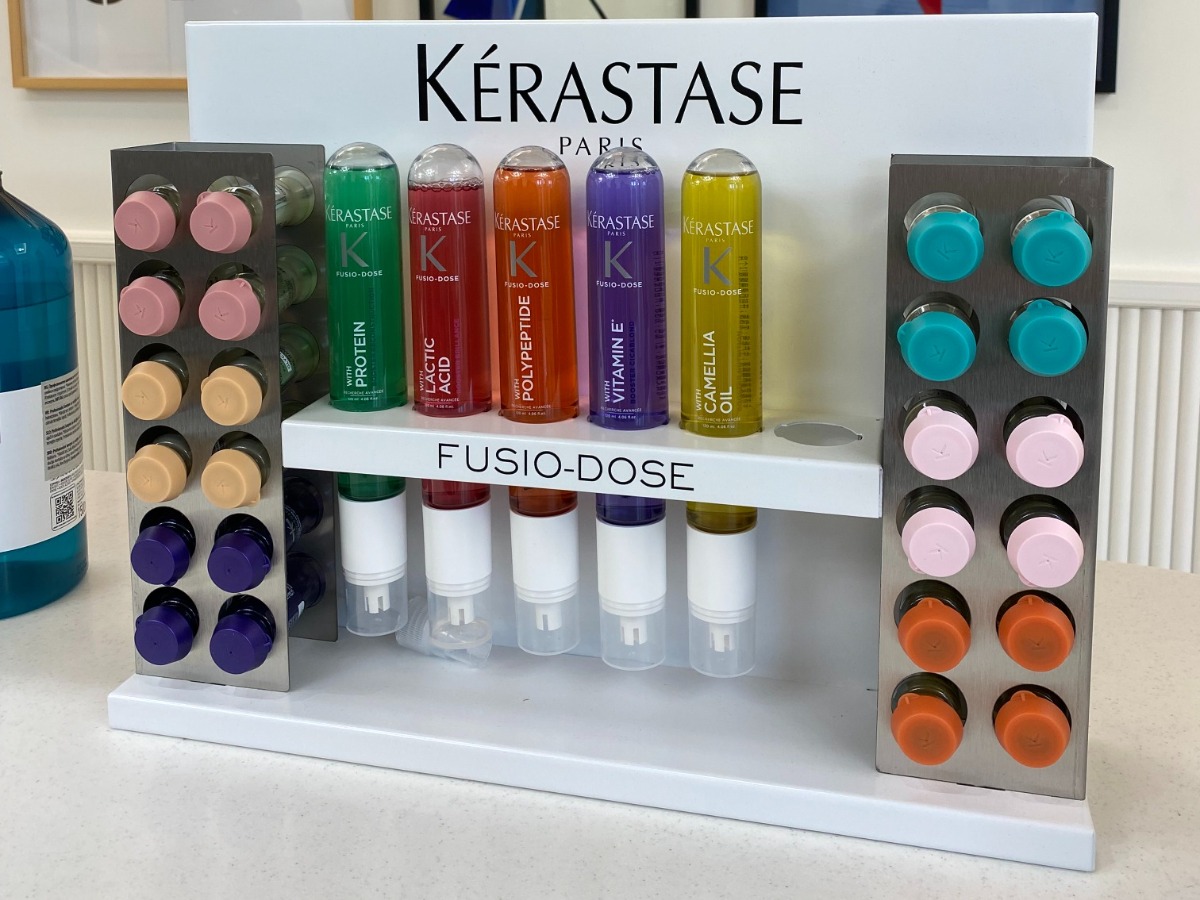 KÉRASTASE
PARIS
KÉRASTASE
PARIS
K
FUSIO-DOSE
WITH
PROTEIN
KÉRASTASE
PARIS
K
FUSIO-DOSE
WITH
LACTIC
ACID
KÉRASTASE
PARIS
K
FUSIO-DOSE
WITH
POLYPEPTIDE
KÉRASTASE
PARIS
K
FUSIO-DOSE
WITH
VITAMIN E*
KÉRASTASE
PARIS
K
FUSIO-DOSE
WITH
CAMELLIA
OIL
FUSIO-DOSE